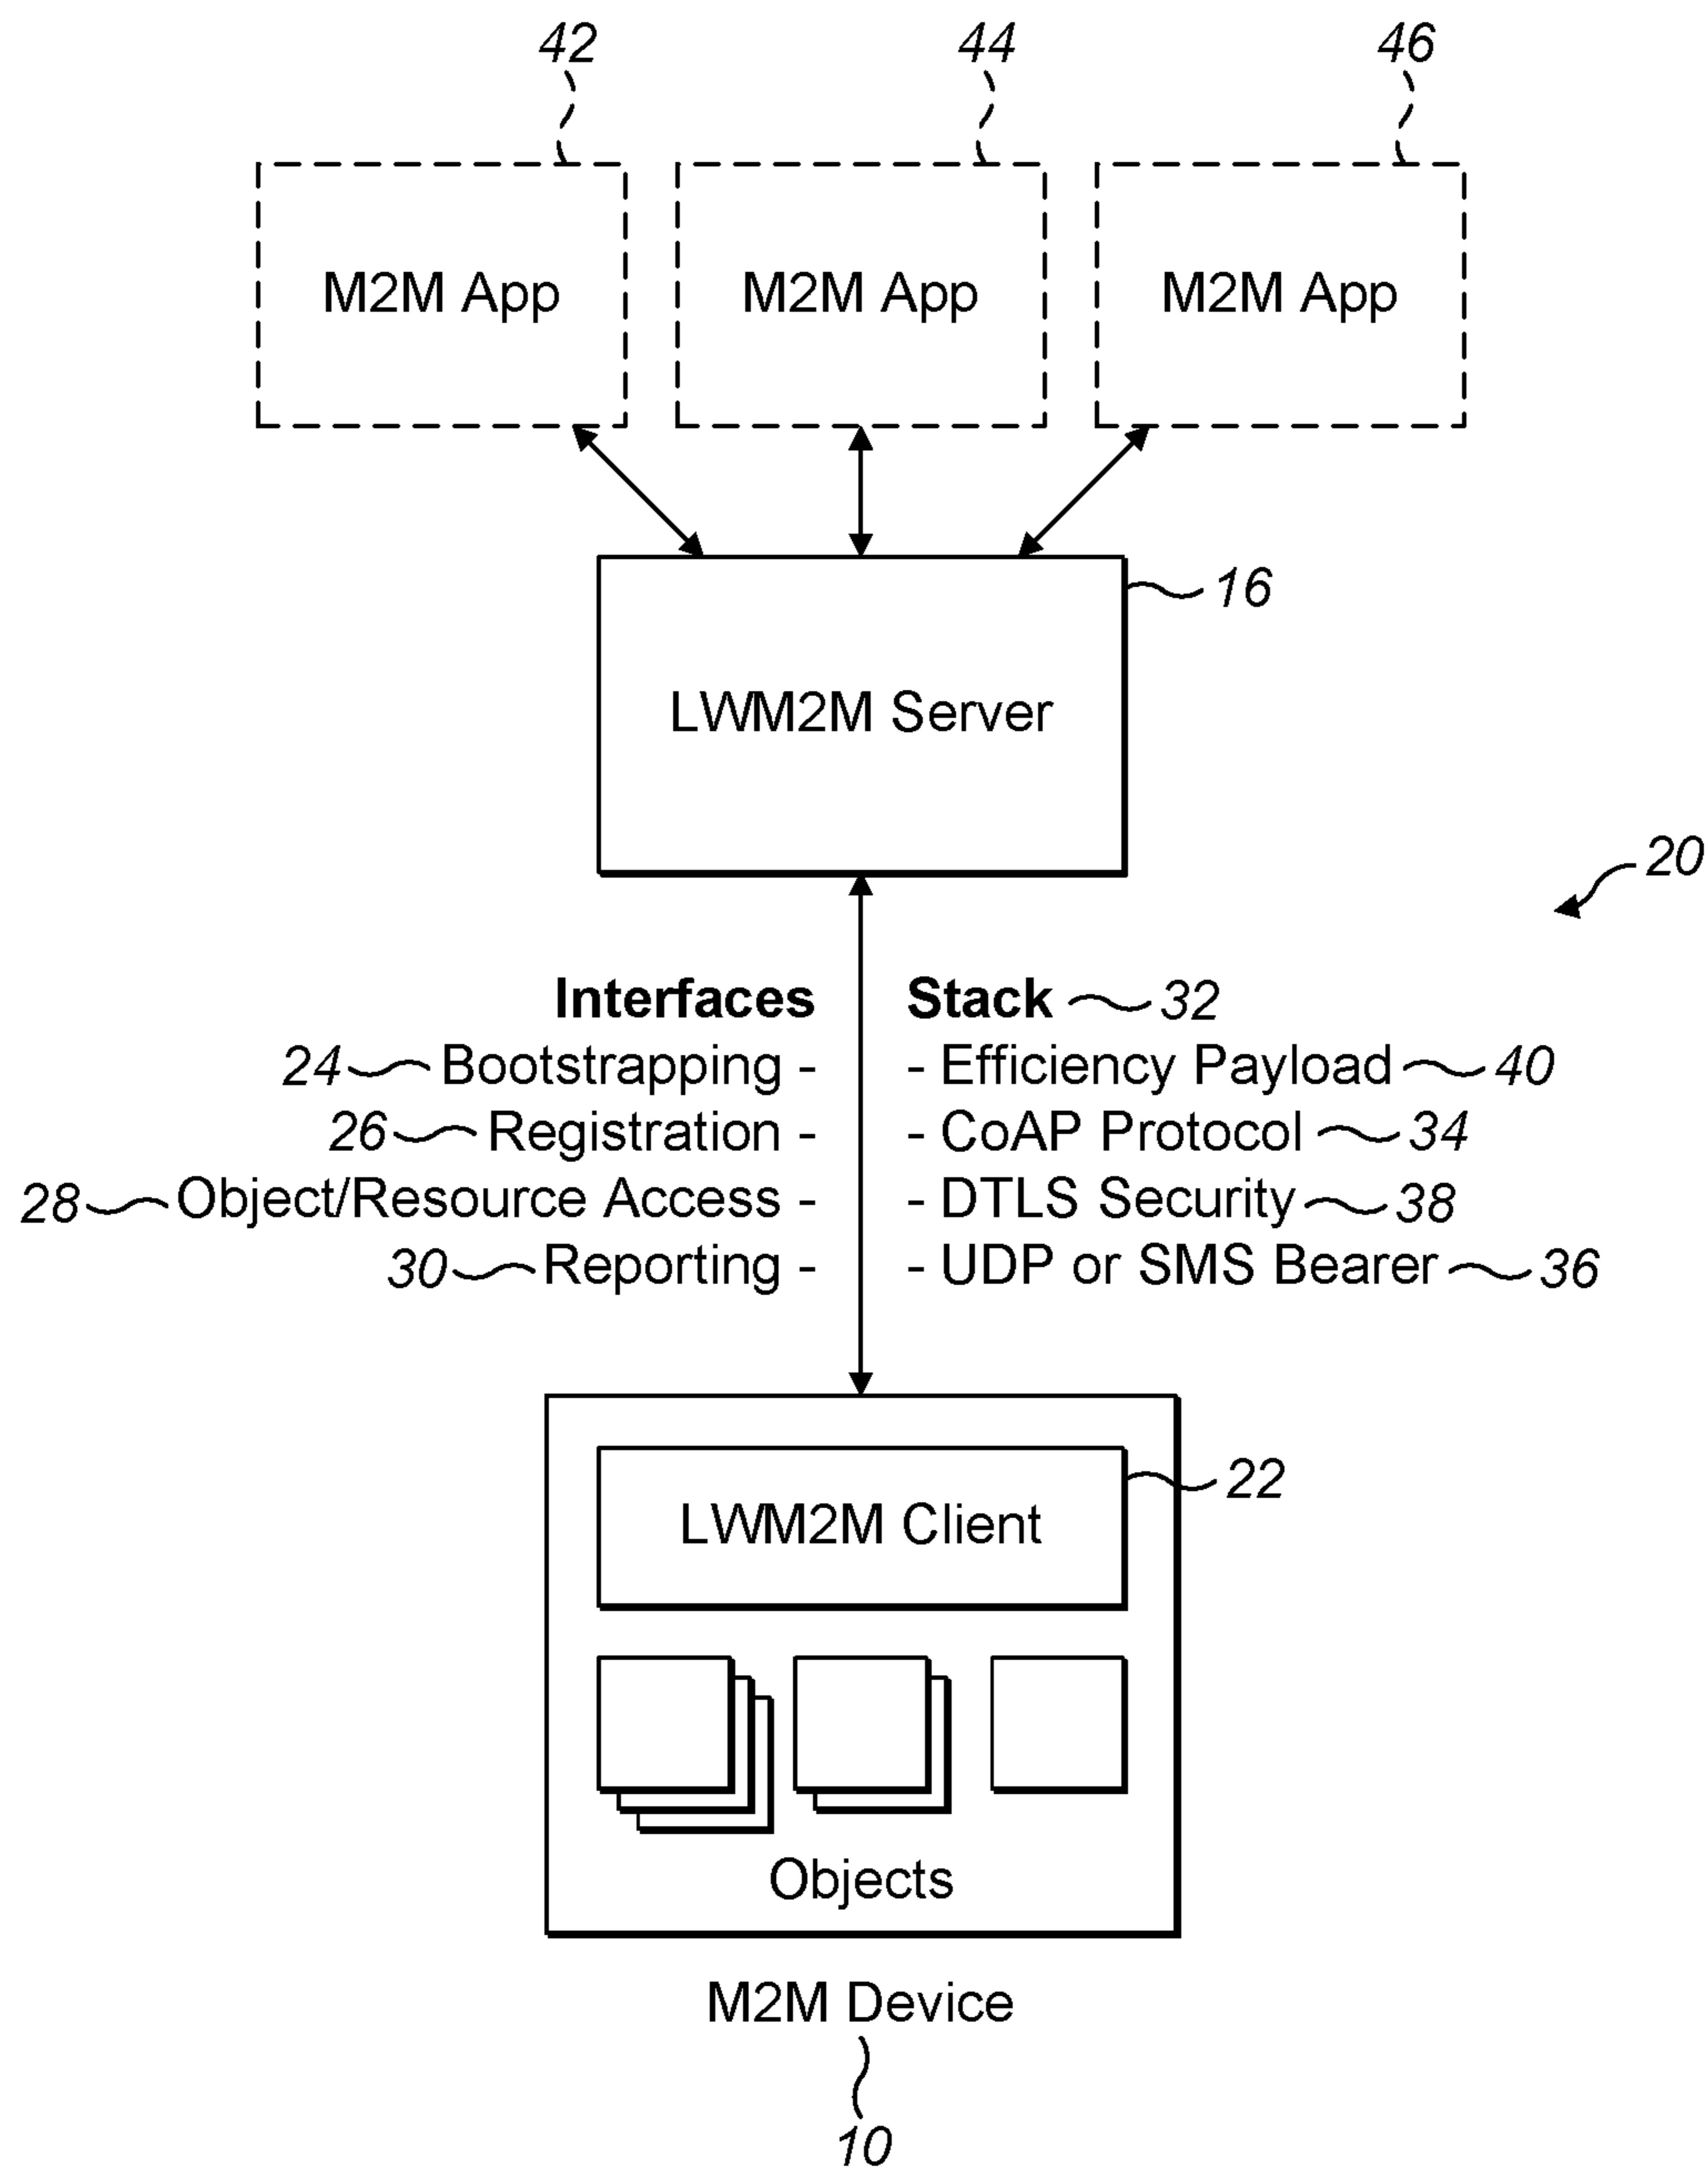 42 44 46
M2M App M2M App M2M App
16
LWM2M Server
20
Interfaces Stack 32
24 Bootstrapping - - Efficiency Payload 40
26 Registration - - CoAP Protocol 34
28 Object/Resource Access - - DTLS Security 38
30 Reporting - - UDP or SMS Bearer 36
22
LWM2M Client
Objects
M2M Device
10